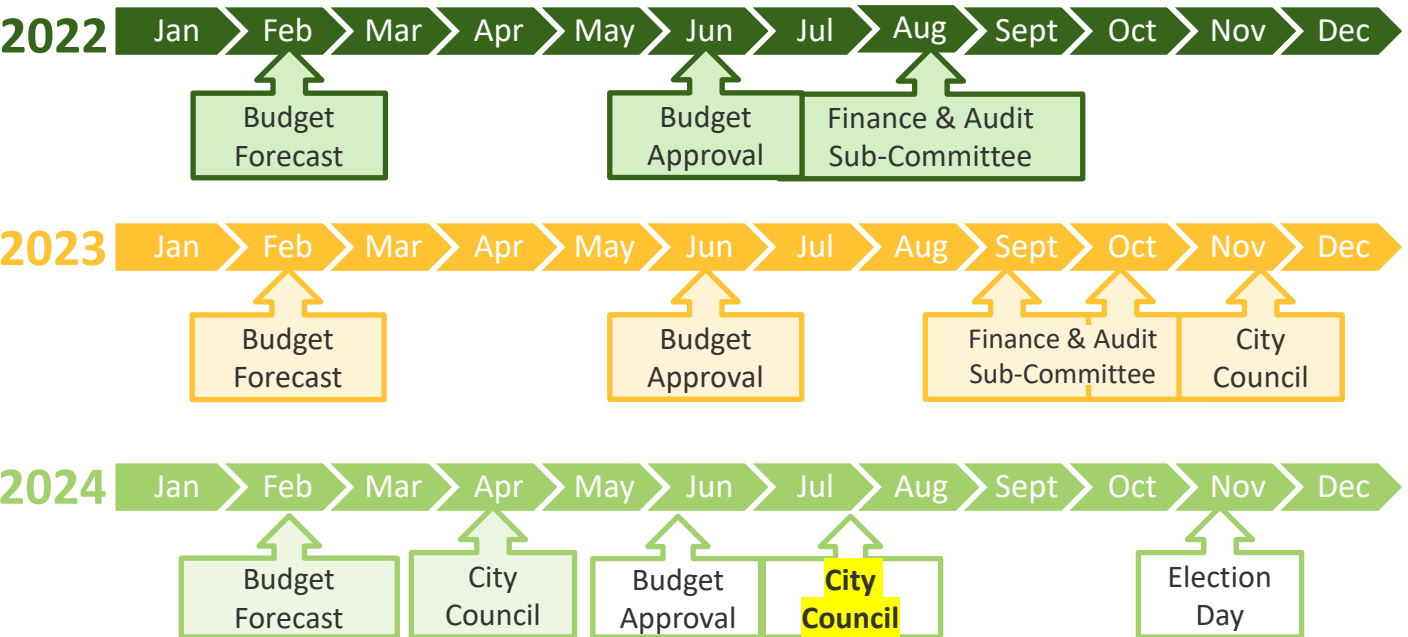 2022 Jan Feb Mar Apr May Jun Jul Aug Sept Oct Nov Dec
Budget
Forecast
Budget
Approval
Finance & Audit
Sub-Committee
2023 Jan Feb Mar Apr May Jun Jul Aug Sept Oct Nov Dec
Budget
Forecast
Budget
Approval
Finance & Audit
Sub-Committee
City
Council
2024 Jan Feb Mar Apr May Jun Jul Aug Sept Oct Nov Dec
Budget
Forecast
City
Council
Budget
Approval
City
Council
Election
Day